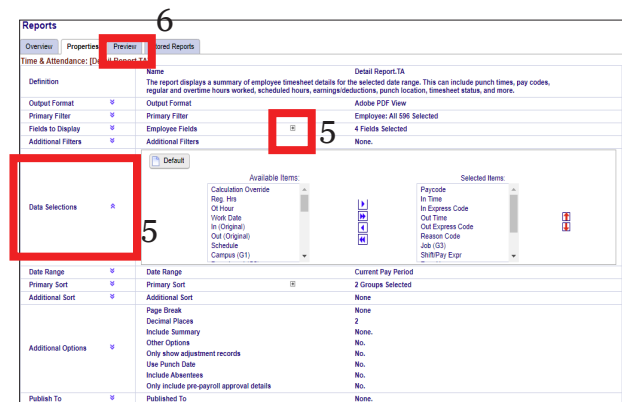 Reports
6
Overview Properties Preview Stored Reports
Time & Attendance: [Detail Report.TA
Name Detail Report.TA
Definition The report displays a summary of employee timesheet details for the selected date range. This can include punch times, pay codes,
regular and overtime hours worked, scheduled hours, earnings/deductions, punch location, timesheet status, and more.
Output Format Output Format Adobe PDF View
Primary Filter Primary Filter Employee: All 596 Selected
Fields to Display Employee Fields 5 4 Fields Selected
Additional Filters Additional Filters None.
Default
Available Items: Selected Items:
Calculation Override Paycode
Reg. Hrs In Time
Ot Hour In Express Code
Data Selections Work Date Out Time
5 In (Original) Out Express Code
Out (Original) Reason Code
Schedule Job (G3)
Campus (G1) Shift/Pay Expr
Date Range Date Range Current Pay Period
Primary Sort Primary Sort 2 Groups Selected
Additional Sort Additional Sort None
Page Break None
Decimal Places 2
Include Summary None.
Additional Options Other Options No.
Only show adjustment records No.
Use Punch Date No.
Include Absentees No.
Only include pre-payroll approval details No.
Publish To Published To None.